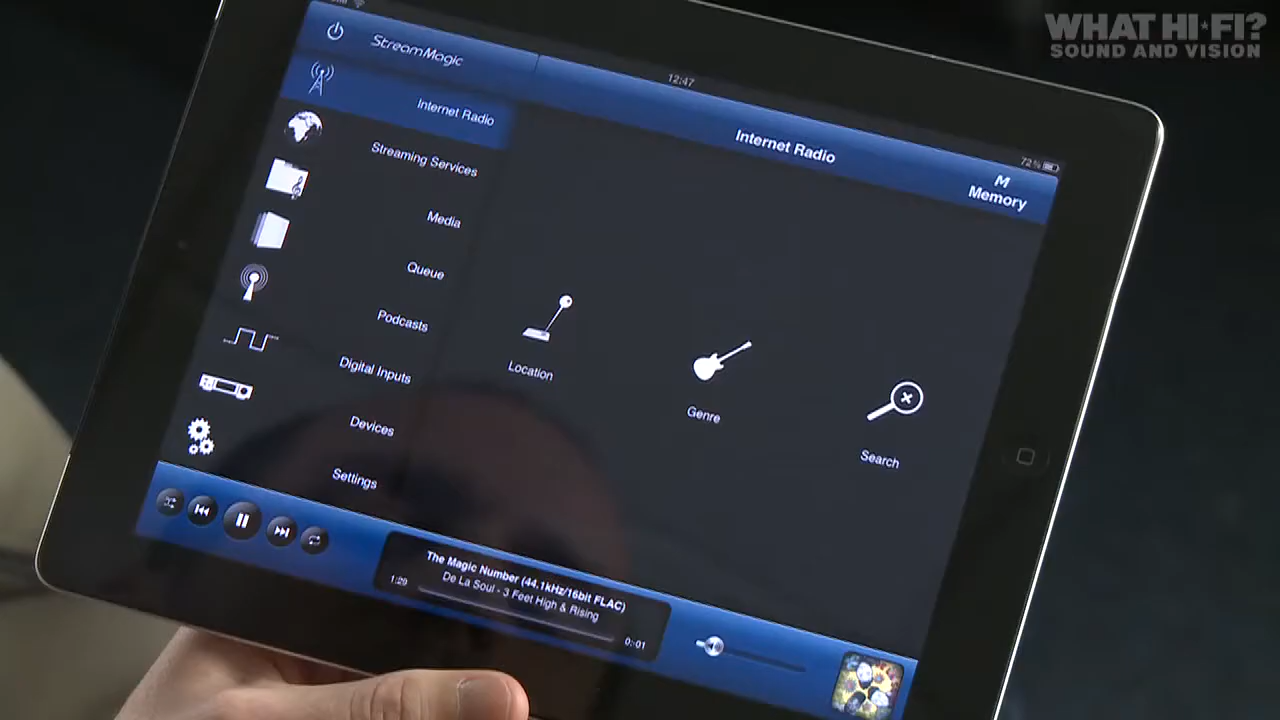 WHAT HI★FI?
SOUND AND VISION
StreamMagic
12:47
72%
Internet Radio
M
Memory
Internet Radio
Streaming Services
Media
Queue
Podcasts
Digital Inputs
Devices
Settings
Location
Genre
Search
The Magic Number (44.1kHz/16bit FLAC)
De La Soul - 3 Feet High & Rising
1:29
0:-01